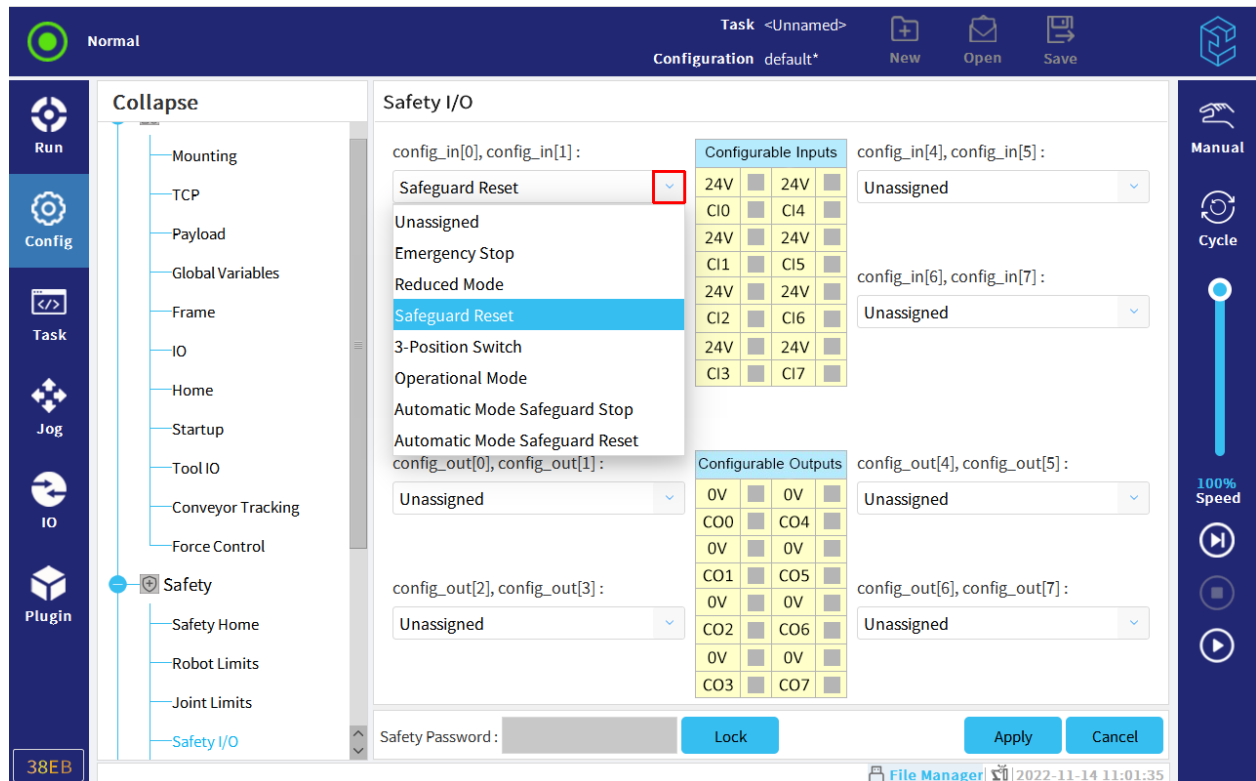 Normal
Task <Unnamed>
Configuration default*
New
Open
Save
Run
Config
Task
Jog
IO
Plugin
38EB
Collapse
Mounting
TCP
Payload
Global Variables
Frame
IO
Home
Startup
Tool IO
Conveyor Tracking
Force Control
Safety
Safety Home
Robot Limits
Joint Limits
Safety I/O
Safety I/O
config_in[0], config_in[1] :
Safeguard Reset
Unassigned
Emergency Stop
Reduced Mode
Safeguard Reset
3-Position Switch
Operational Mode
Automatic Mode Safeguard Stop
Automatic Mode Safeguard Reset
Configurable Inputs
24V 24V
CI0 CI4
24V 24V
CI1 CI5
24V 24V
CI2 CI6
24V 24V
CI3 CI7
config_in[4], config_in[5] :
Unassigned
config_in[6], config_in[7] :
Unassigned
config_out[0], config_out[1] :
Unassigned
config_out[2], config_out[3] :
Unassigned
Configurable Outputs
0V 0V
CO0 CO4
0V 0V
CO1 CO5
0V 0V
CO2 CO6
0V 0V
CO3 CO7
config_out[4], config_out[5] :
Unassigned
config_out[6], config_out[7] :
Unassigned
Safety Password :
Lock
Apply
Cancel
File Manager
2022-11-14 11:01:35
Manual
Cycle
100%
Speed